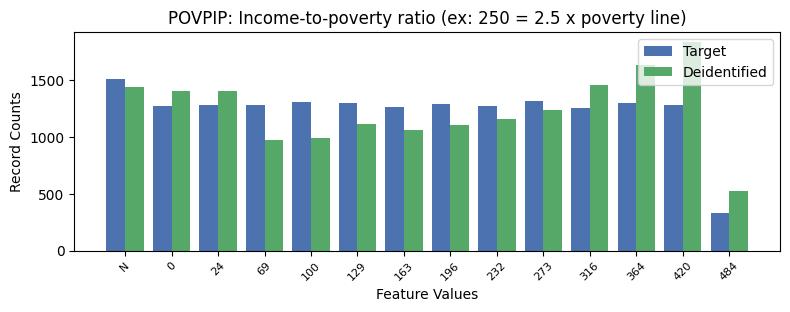 POVPIP: Income-to-poverty ratio (ex: 250 = 2.5 x poverty line)
Target
Deidentified
Record Counts
1500
1000
500
0
N 0 24 69 100 129 163 196 232 273 316 364 420 484
Feature Values